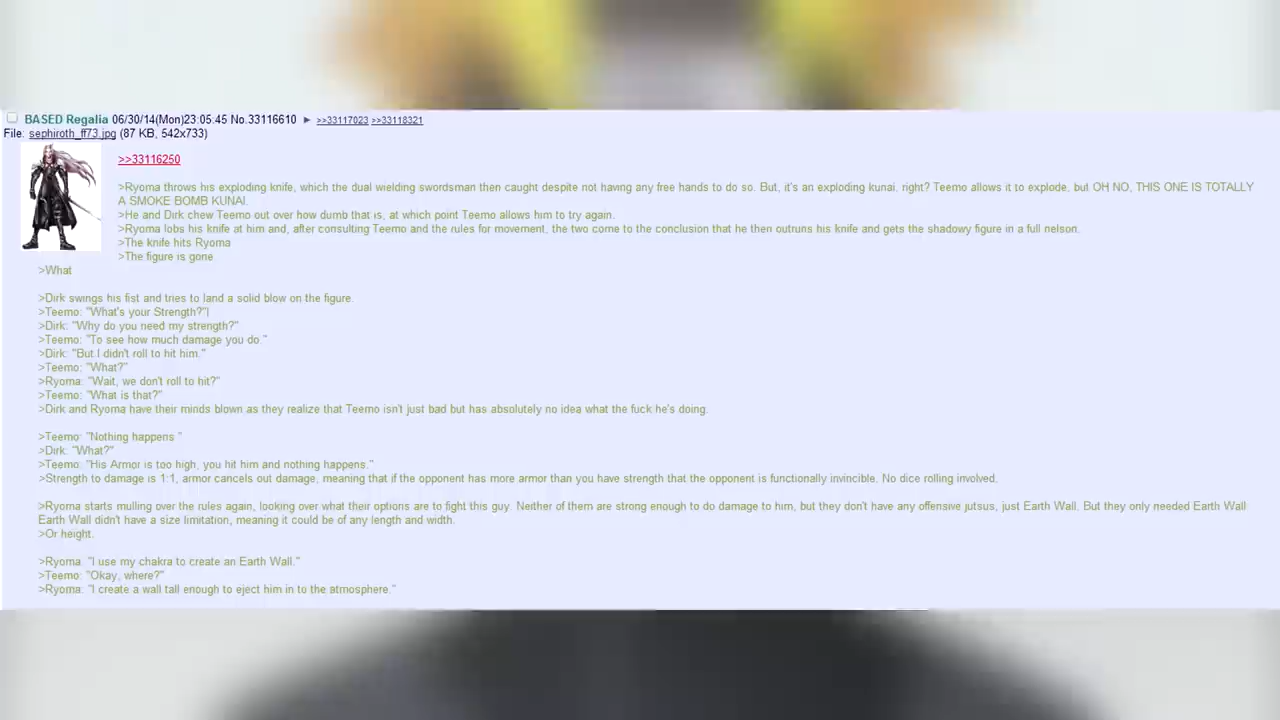 BASED Regalia 06/30/14(Mon)23:05:45 No.33116610 ▶ >>33117023 >>33118321
File: sephiroth_ff73.jpg (87 KB, 542x733)
>>33116250
>Ryoma throws his exploding knife, which the dual wielding swordsman then caught despite not having any free hands to do so. But, it's an exploding kunai, right? Teemo allows it to explode, but OH NO, THIS ONE IS TOTALLY
A SMOKE BOMB KUNAI.
>He and Dirk chew Teemo out over how dumb that is, at which point Teemo allows him to try again.
>Ryoma lobs his knife at him and, after consulting Teemo and the rules for movement, the two come to the conclusion that he then outruns his knife and gets the shadowy figure in a full nelson.
>The knife hits Ryoma
>The figure is gone
>What
>Dirk swings his fist and tries to land a solid blow on the figure.
>Teemo: "What's your Strength?"l
>Dirk: "Why do you need my strength?"
>Teemo: "To see how much damage you do."
>Dirk: "But I didn't roll to hit him."
>Teemo: "What?"
>Ryoma: "Wait, we don't roll to hit?"
>Teemo: "What is that?"
>Dirk and Ryoma have their minds blown as they realize that Teemo isn't just bad but has absolutely no idea what the fuck he's doing.
>Teemo: "Nothing happens "
>Dirk: "What?"
>Teemo: "His Armor is too high, you hit him and nothing happens."
>Strength to damage is 1:1, armor cancels out damage, meaning that if the opponent has more armor than you have strength that the opponent is functionally invincible. No dice rolling involved.
>Ryoma starts mulling over the rules again, looking over what their options are to fight this guy. Neither of them are strong enough to do damage to him, but they don't have any offensive jutsus, just Earth Wall. But they only needed Earth Wall
Earth Wall didn't have a size limitation, meaning it could be of any length and width.
>Or height.
>Ryoma: "I use my chakra to create an Earth Wall."
>Teemo: "Okay, where?"
>Ryoma: "I create a wall tall enough to eject him in to the atmosphere."